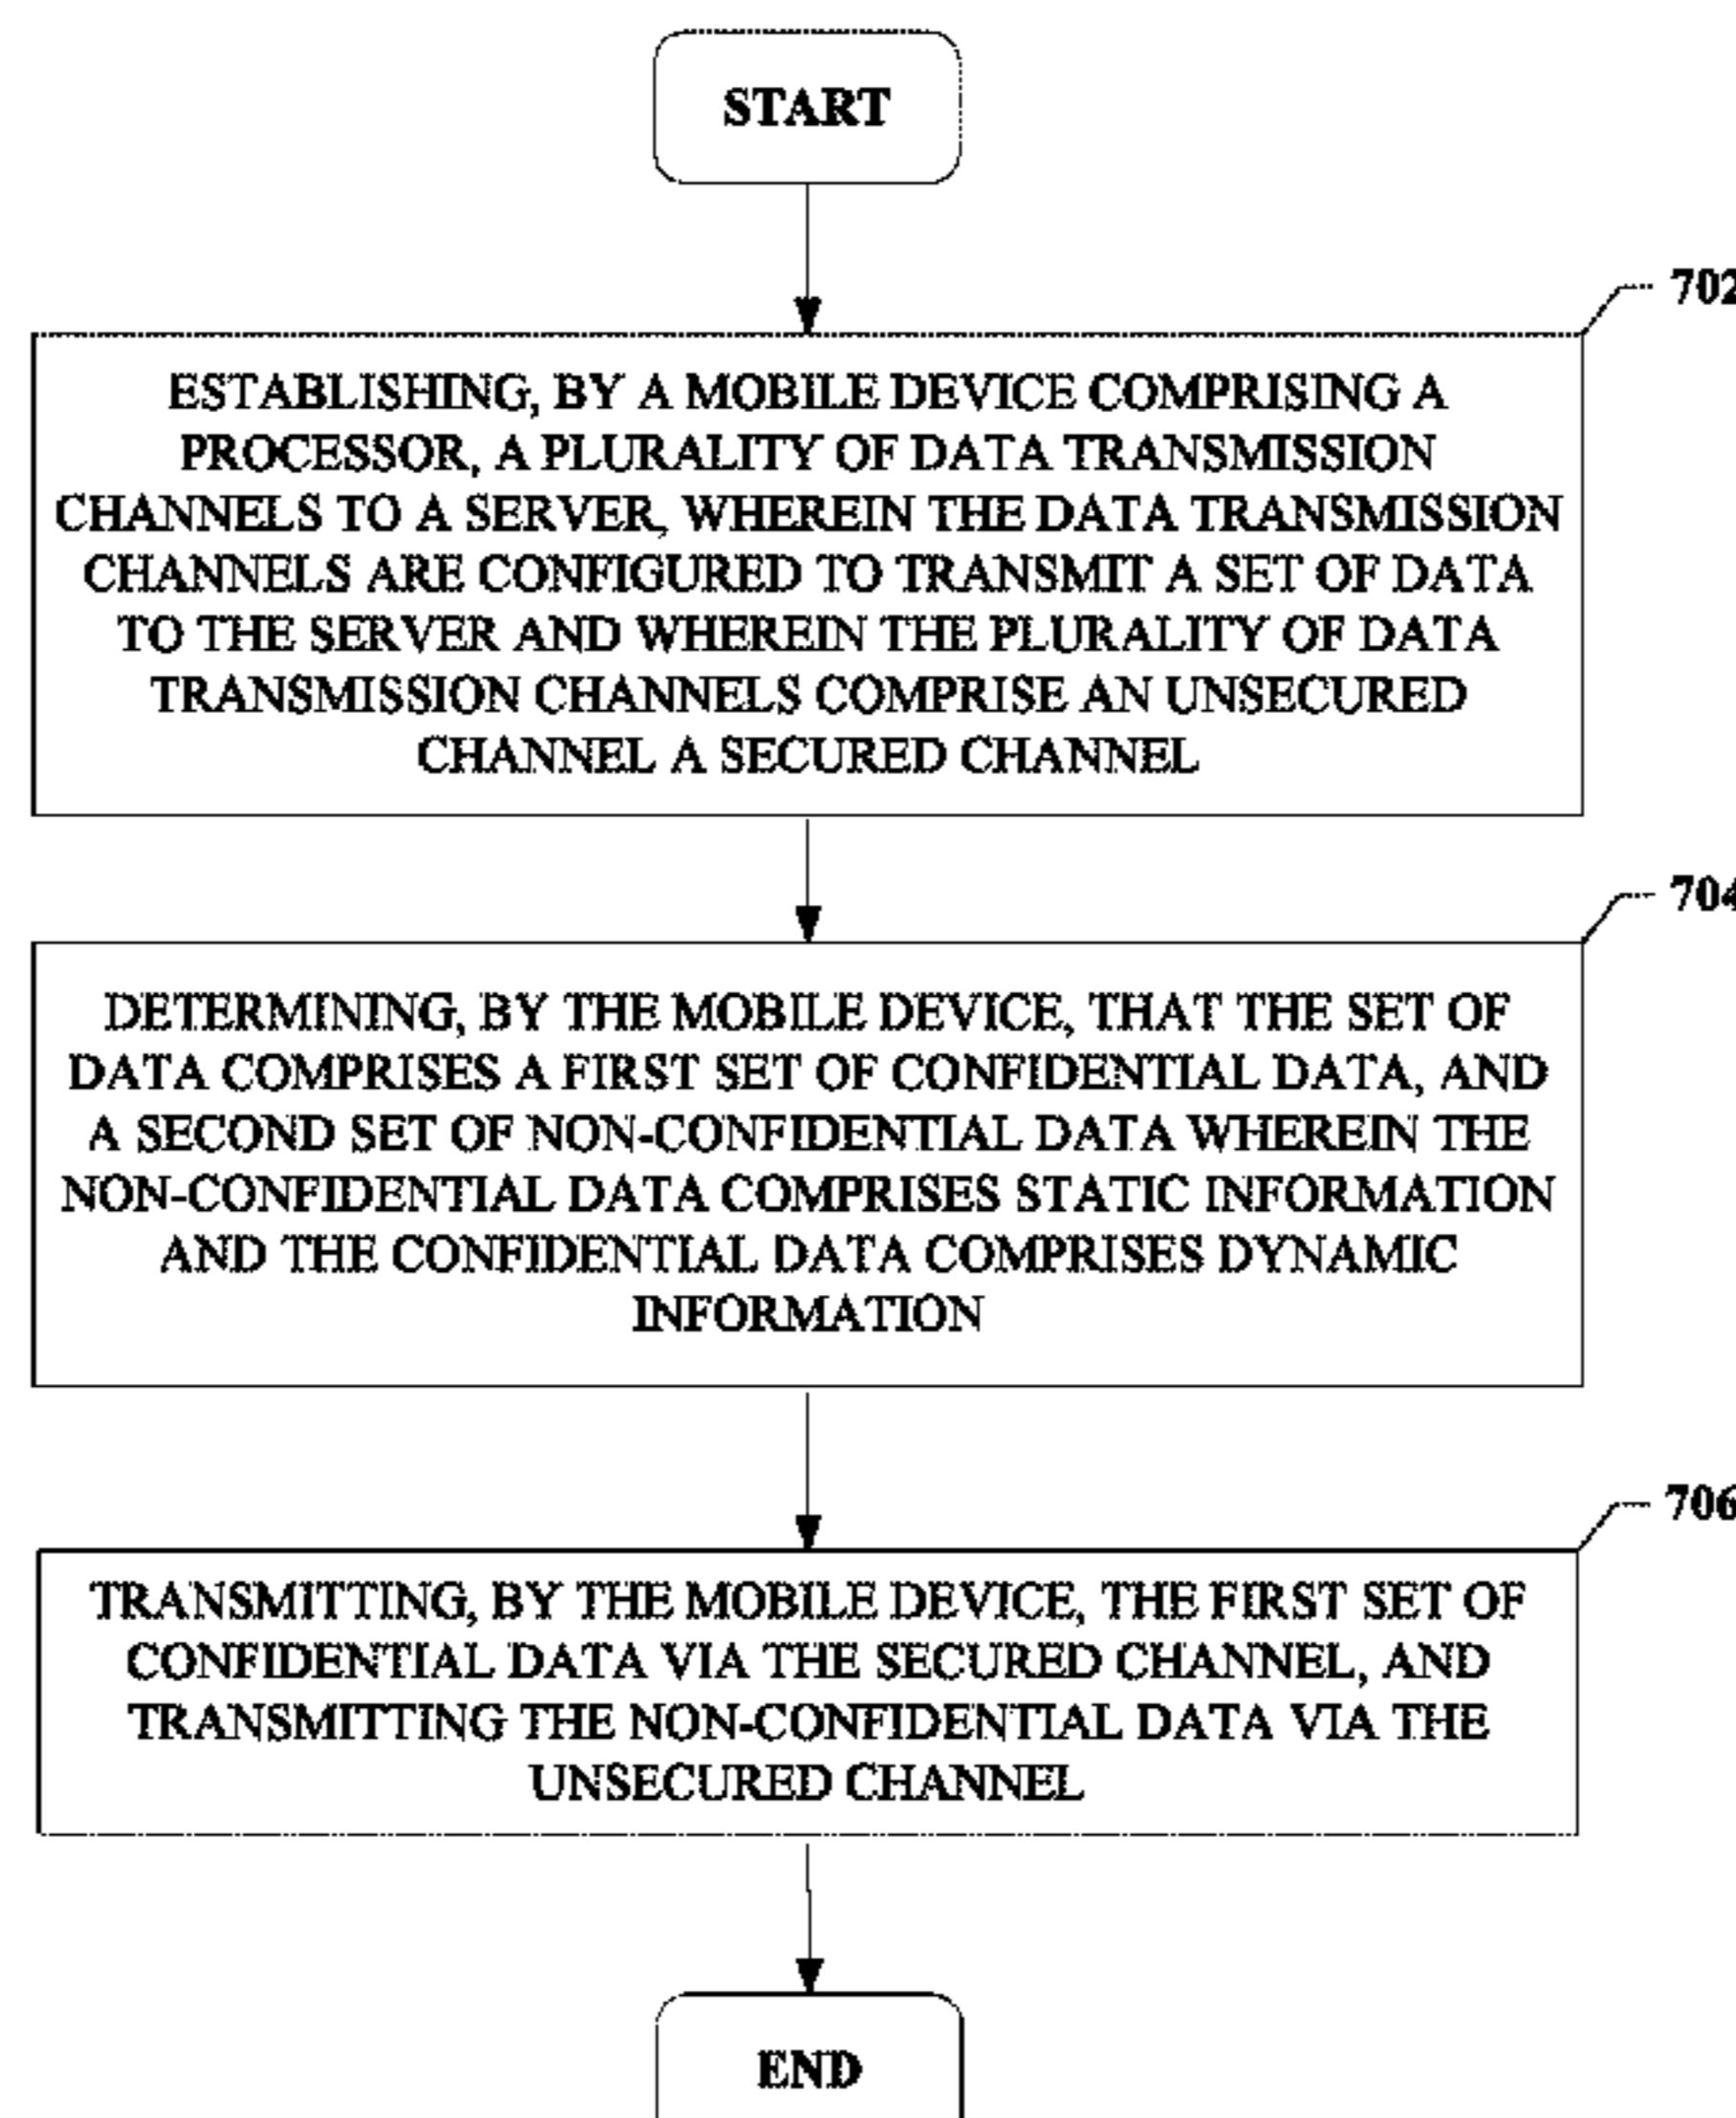 START
702
ESTABLISHING, BY A MOBILE DEVICE COMPRISING A
PROCESSOR, A PLURALITY OF DATA TRANSMISSION
CHANNELS TO A SERVER, WHEREIN THE DATA TRANSMISSION
CHANNELS ARE CONFIGURED TO TRANSMIT A SET OF DATA
TO THE SERVER AND WHEREIN THE PLURALITY OF DATA
TRANSMISSION CHANNELS COMPRISE AN UNSECURED
CHANNEL A SECURED CHANNEL
704
DETERMINING, BY THE MOBILE DEVICE, THAT THE SET OF
DATA COMPRISES A FIRST SET OF CONFIDENTIAL DATA, AND
A SECOND SET OF NON-CONFIDENTIAL DATA WHEREIN THE
NON-CONFIDENTIAL DATA COMPRISES STATIC INFORMATION
AND THE CONFIDENTIAL DATA COMPRISES DYNAMIC
INFORMATION
706
TRANSMITTING, BY THE MOBILE DEVICE, THE FIRST SET OF
CONFIDENTIAL DATA VIA THE SECURED CHANNEL, AND
TRANSMITTING THE NON-CONFIDENTIAL DATA VIA THE
UNSECURED CHANNEL
END